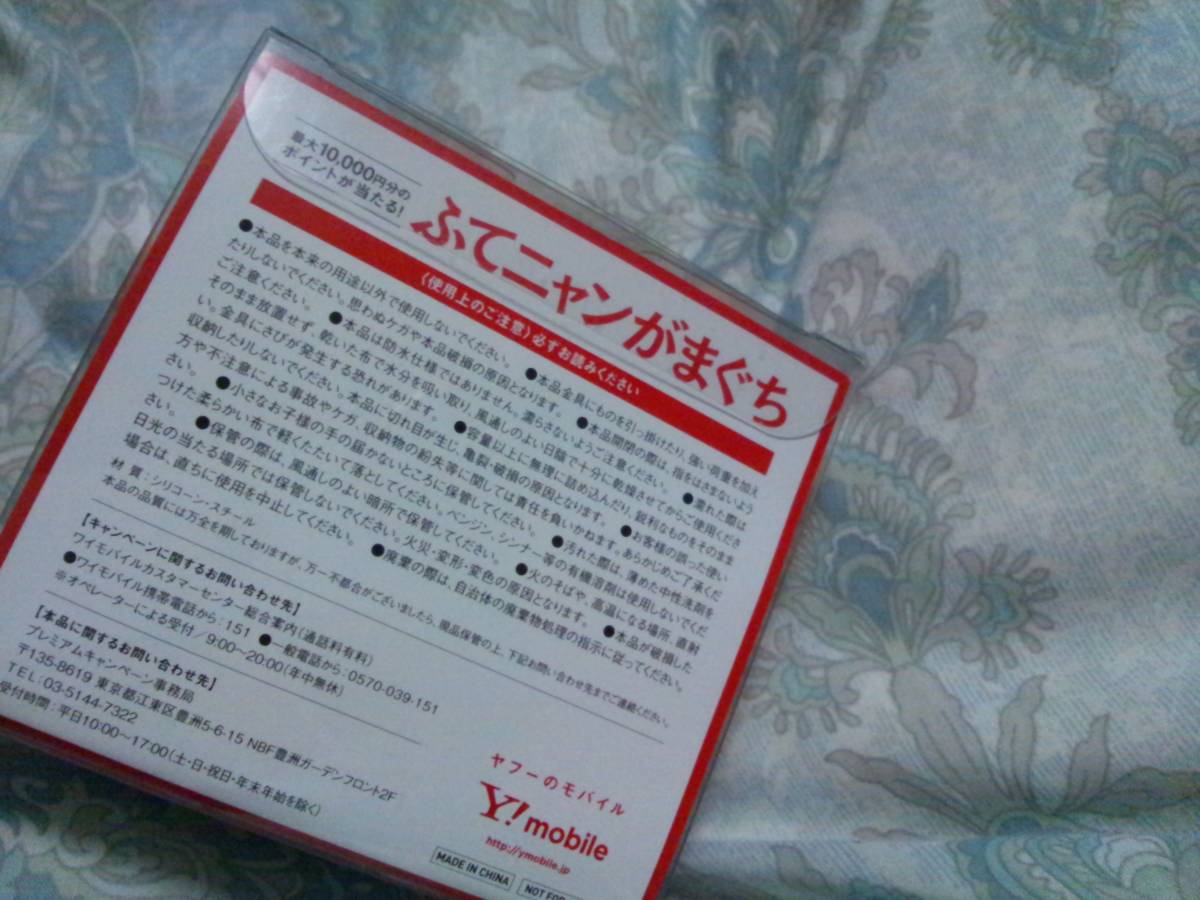 最大10,000円分の
ポイントが当たる!
ふてニャンがまぐち
〈使用上のご注意〉必ずお読みください
●本品を本来の用途以外で使用しないでください。 ●本品金具にものを引っ掛けたり、強い荷重を加え
たりしないでください。思わぬケガや本品破損の原因となります。 ●本品開閉の際は、指をはさまないよう
ご注意ください。 ●本品は防水仕様ではありません。濡らさないようご注意ください。 ●濡れた際は
そのまま放置せず、乾いた布で水分を吸い取り、風通しのよい日陰で十分に乾燥させてからご使用くださ
い。金具にさびが発生する恐れがあります。 ●容量以上に無理に詰め込んだり、鋭利なものをそのまま
収納したりしないでください。本品に切れ目が生じ、亀裂・破損の原因となります。 ●お客様の誤った使い
方や不注意による事故やケガ、収納物の紛失等に関しては責任を負いかねます。あらかじめご了承くだ
さい。 ●小さなお子様の手の届かないところに保管してください。 ●汚れた際は、薄めた中性洗剤を
つけた柔らかい布で軽くたたいて落としてください。ベンジン、シンナー等の有機溶剤は使用しないでくだ
さい。 ●保管の際は、風通しのよい暗所で保管してください。 ●火のそばや、高温になる場所、直射
日光の当たる場所では保管しないでください。火災・変形・変色の原因となります。 ●本品が破損した
場合は、直ちに使用を中止してください。 ●廃棄の際は、自治体の廃棄物処理の指示に従ってください。
材 質:シリコーン・スチール
本品の品質には万全を期しておりますが、万一不都合がございましたら、現品保管の上、下記お問い合わせ先までご連絡ください。
【キャンペーンに関するお問い合わせ先】
ワイモバイルカスタマーセンター総合案内(通話料有料)
●ワイモバイル携帯電話から:151 ●一般電話から:0570-039-151
※オペレーターによる受付/9:00〜20:00(年中無休)
【本品に関するお問い合わせ先】
プレミアムキャンペーン事務局
〒135-8619 東京都江東区豊洲5-6-15 NBF豊洲ガーデンフロント2F
TEL:03-5144-7322
受付時間:平日10:00〜17:00(土・日・祝日・年末年始を除く)
ヤフーのモバイル
Y!mobile
http://ymobile.jp
MADE IN CHINA
NOT FOR